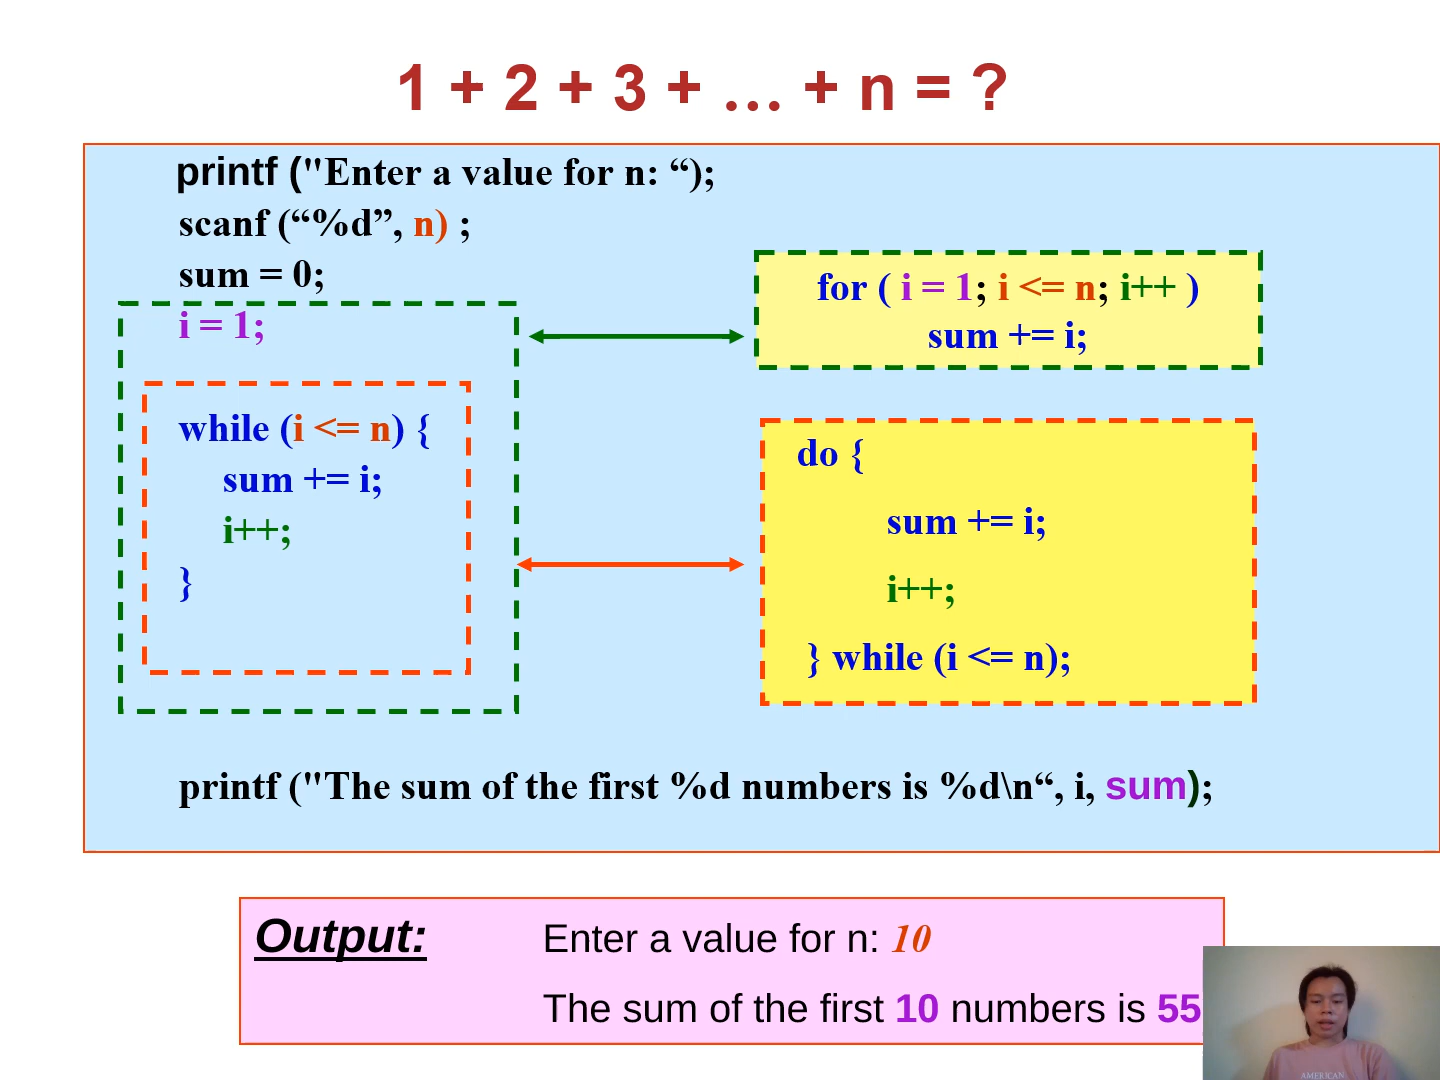 1 + 2 + 3 + … + n = ?
printf ("Enter a value for n: “);
scanf (“%d”, n) ;
sum = 0;
i = 1;
while (i <= n) {
sum += i;
i++;
}
for ( i = 1; i <= n; i++ )
sum += i;
do {
sum += i;
i++;
} while (i <= n);
printf ("The sum of the first %d numbers is %d\n“, i, sum);
Output:
Enter a value for n: 10
The sum of the first 10 numbers is 55
AMERICAN